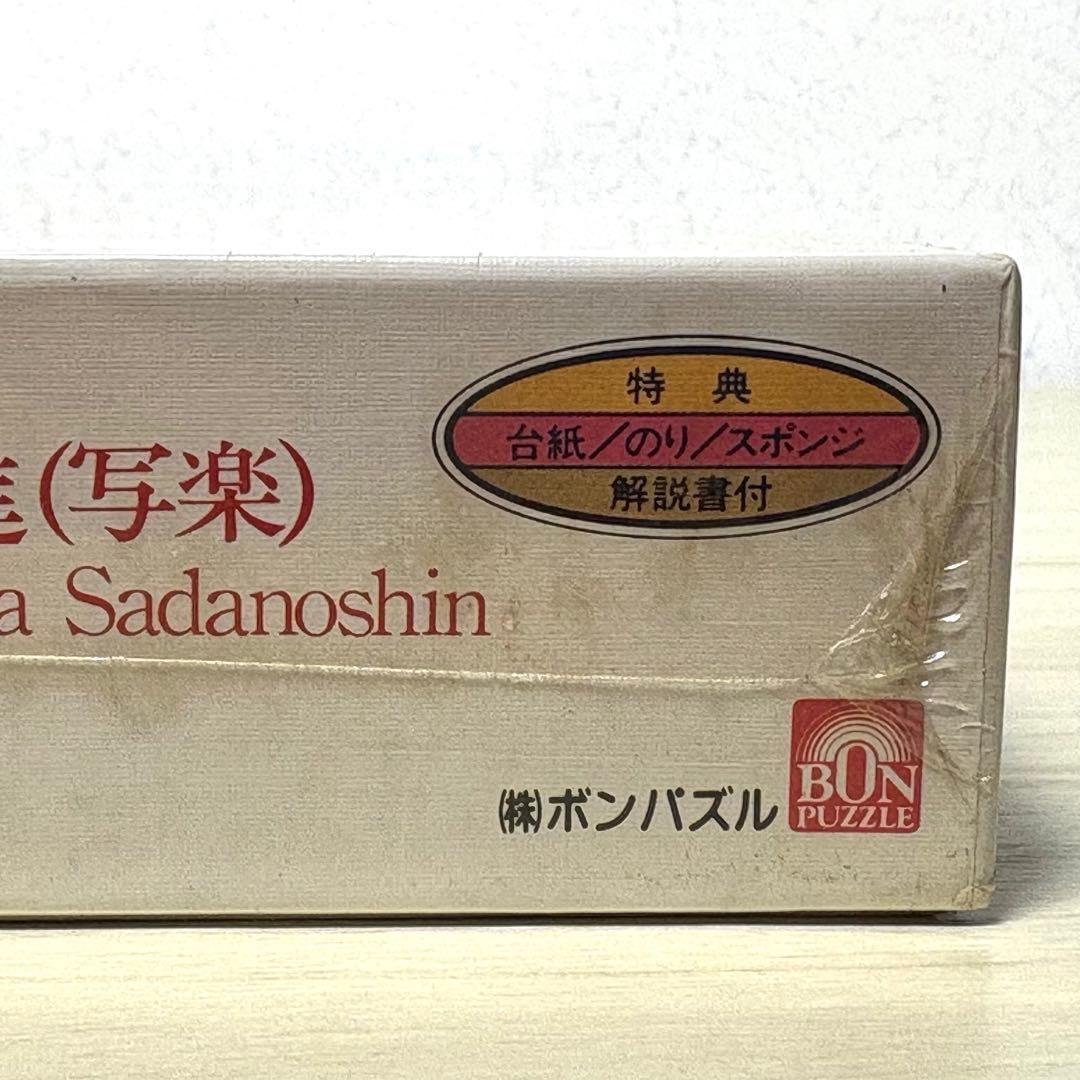 特典
台紙/のり/スポンジ
解説書付
進(写楽)
a Sadanoshin
(株)ボンパズル
BON
PUZZLE